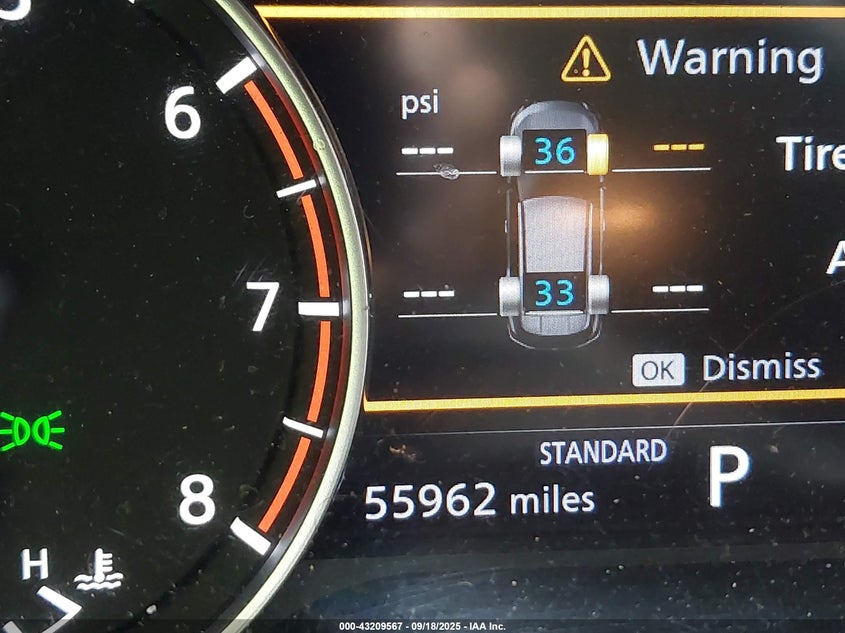 6
7
8
H
Warning
psi
--- 36 ---
Tire
--- 33 ---
OK Dismiss
STANDARD
55962 miles
P
000-43209567 - 09/18/2025 - IAA Inc.